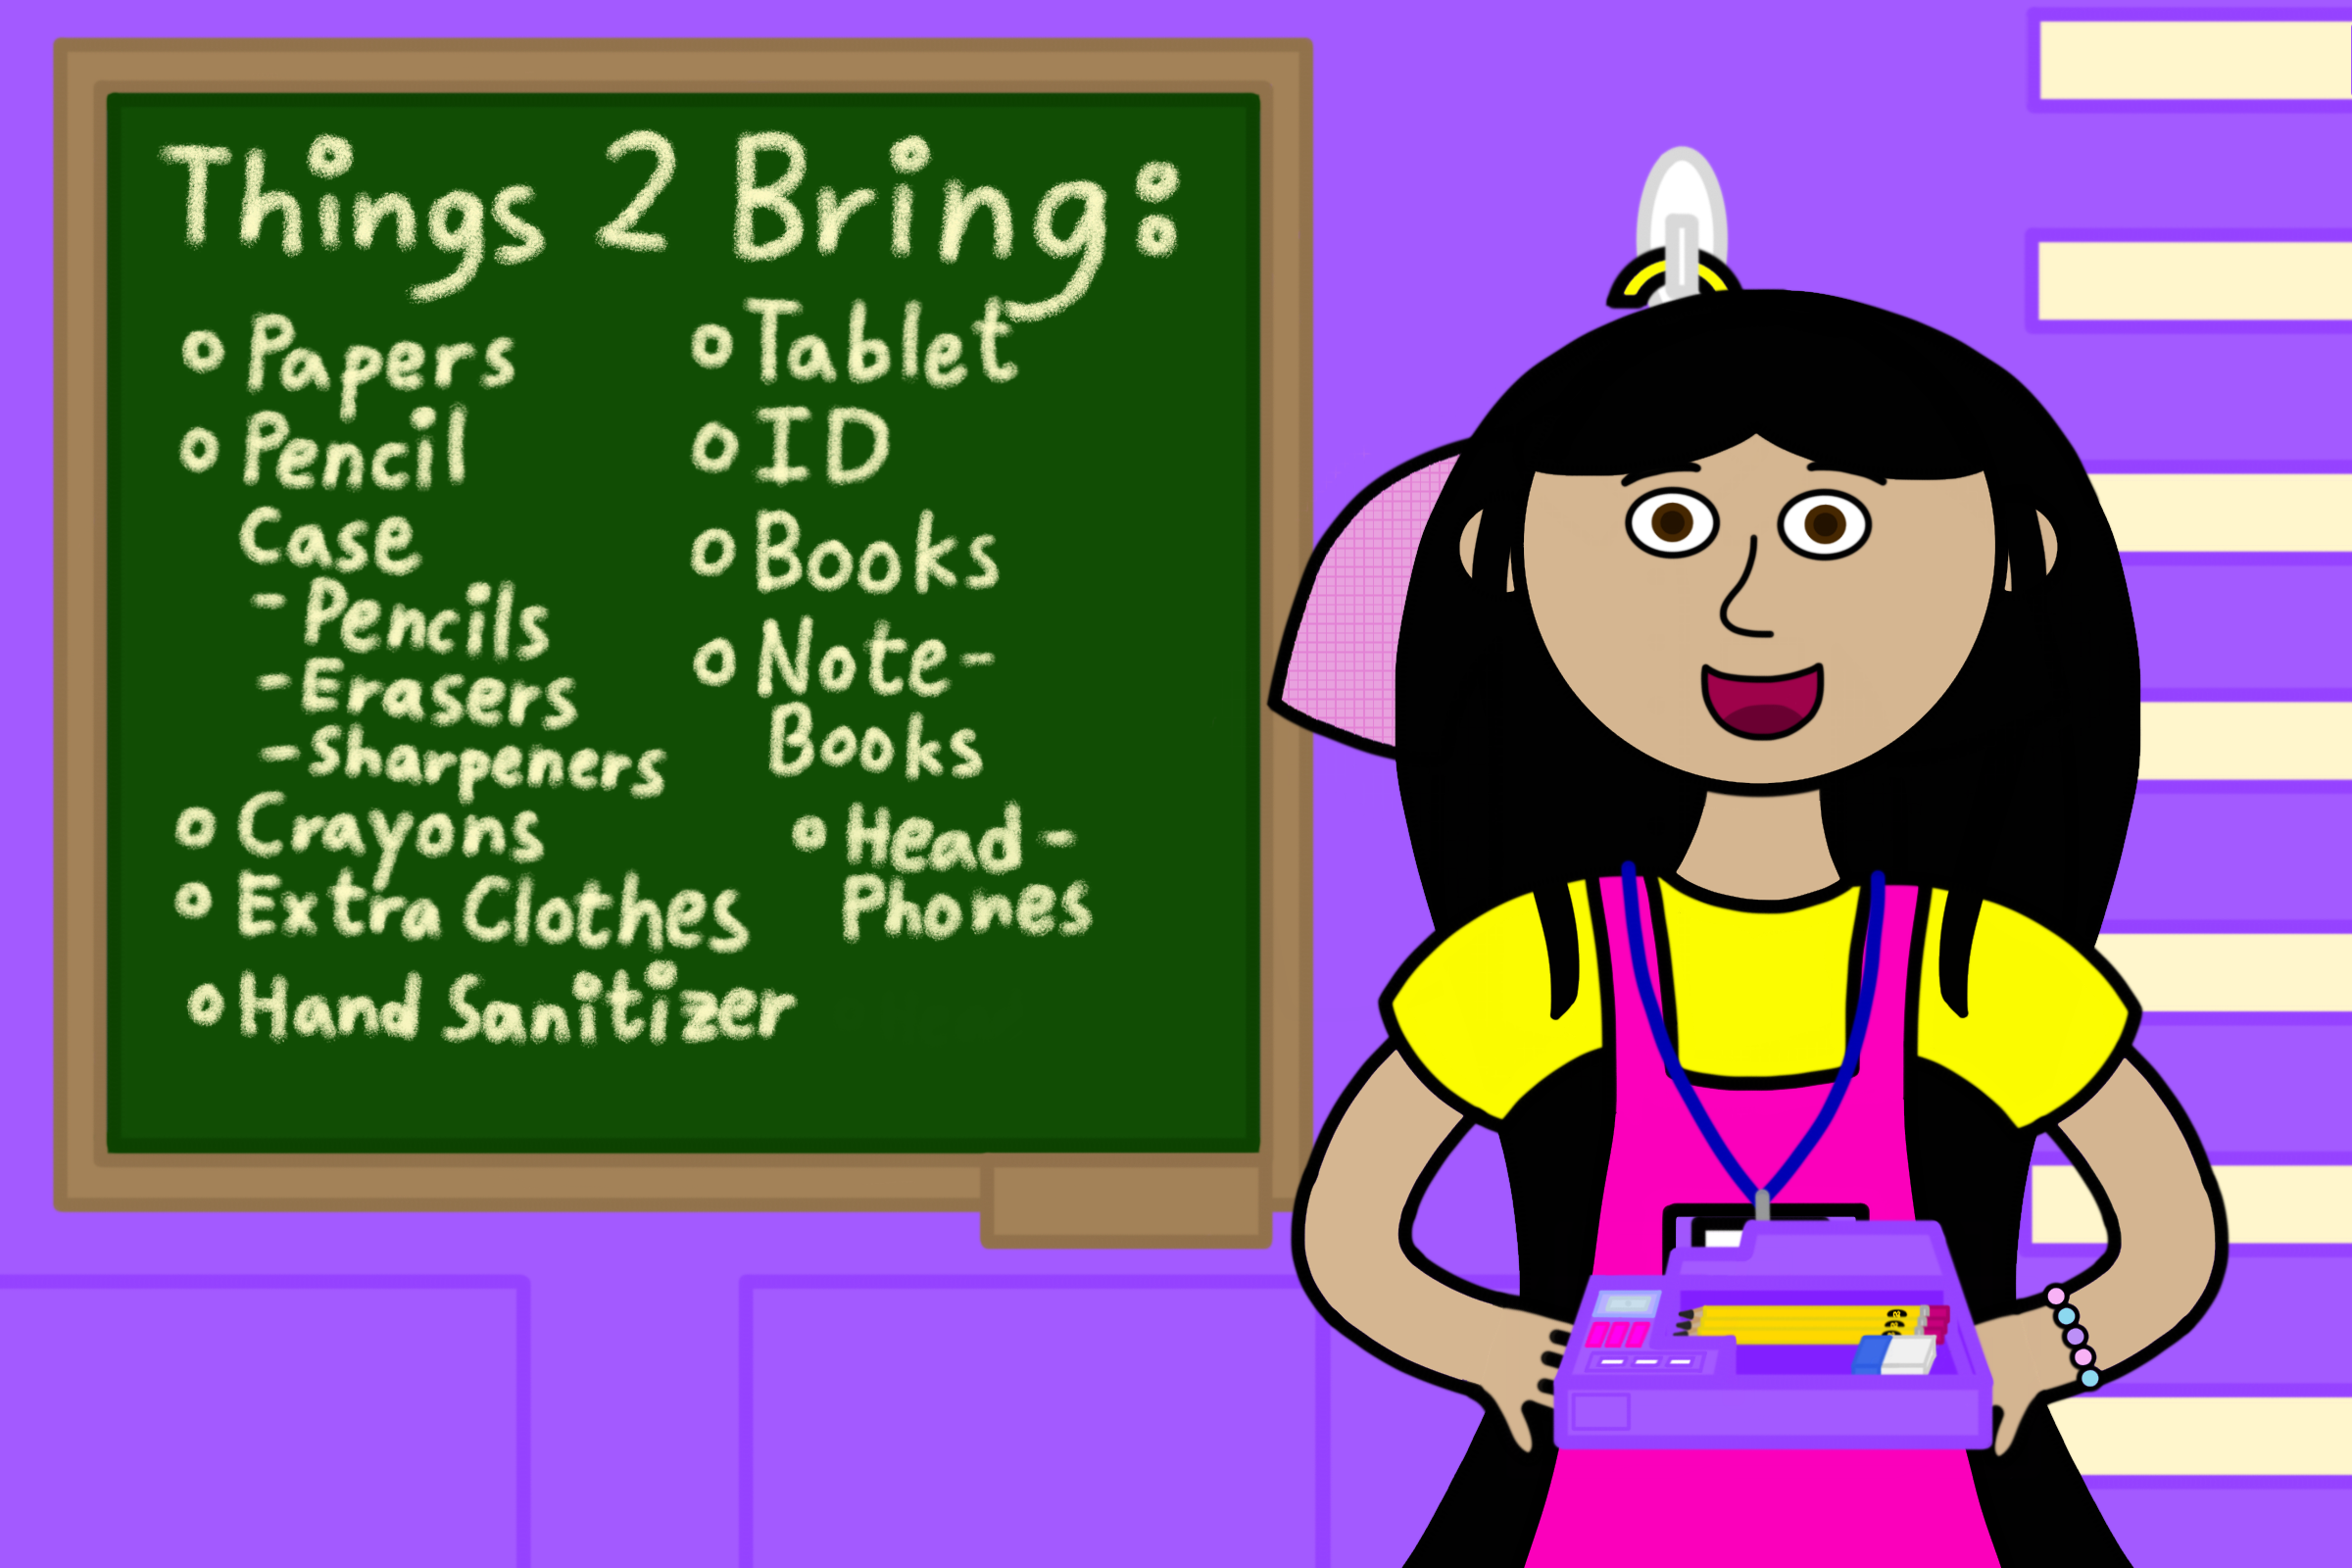 Things 2 Bring:
o Papers
o Pencil
Case
- Pencils
- Erasers
- Sharpeners
o Crayons
o Extra Clothes
o Hand Sanitizer
o Tablet
o ID
o Books
o Note-
Books
o Head-
Phones